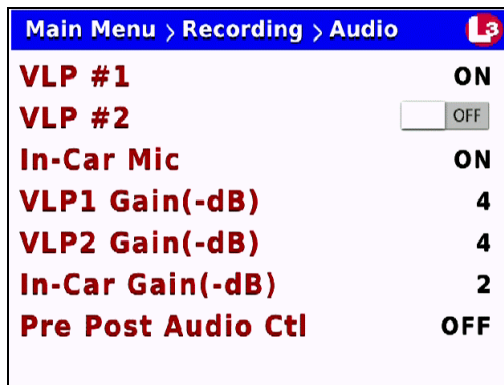 Main Menu > Recording > Audio L3
VLP #1 ON
VLP #2 OFF
In-Car Mic ON
VLP1 Gain(-dB) 4
VLP2 Gain(-dB) 4
In-Car Gain(-dB) 2
Pre Post Audio Ctl OFF